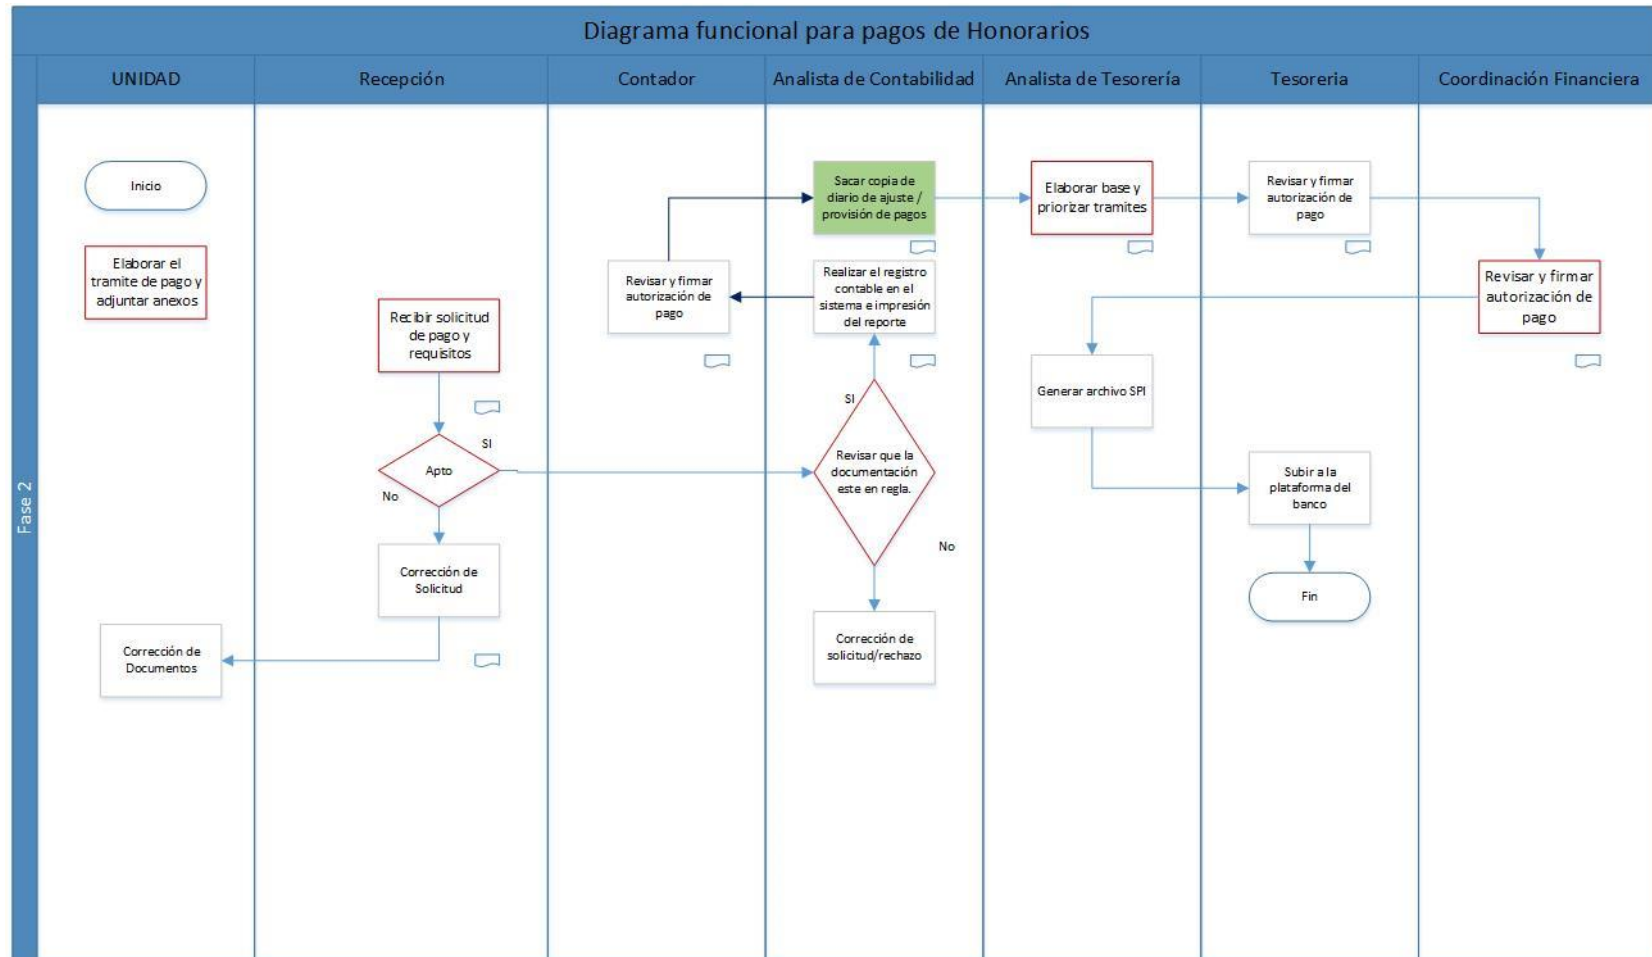 Diagrama funcional para pagos de Honorarios
UNIDAD
Recepción
Contador
Analista de Contabilidad
Analista de Tesorería
Tesoreria
Coordinación Financiera
Fase 2
Inicio
Elaborar el
tramite de pago y
adjuntar anexos
Corrección de
Documentos
Recibir solicitud
de pago y
requisitos
Apto
SI
No
Corrección de
Solicitud
Revisar y firmar
autorización de
pago
Sacar copia de
diario de ajuste /
provisión de pagos
Realizar el registro
contable en el
sistema e impresión
del reporte
SI
Revisar que la
documentación
este en regla.
No
Corrección de
solicitud/rechazo
Elaborar base y
priorizar tramites
Generar archivo SPI
Revisar y firmar
autorización de
pago
Subir a la
plataforma del
banco
Fin
Revisar y firmar
autorización de
pago